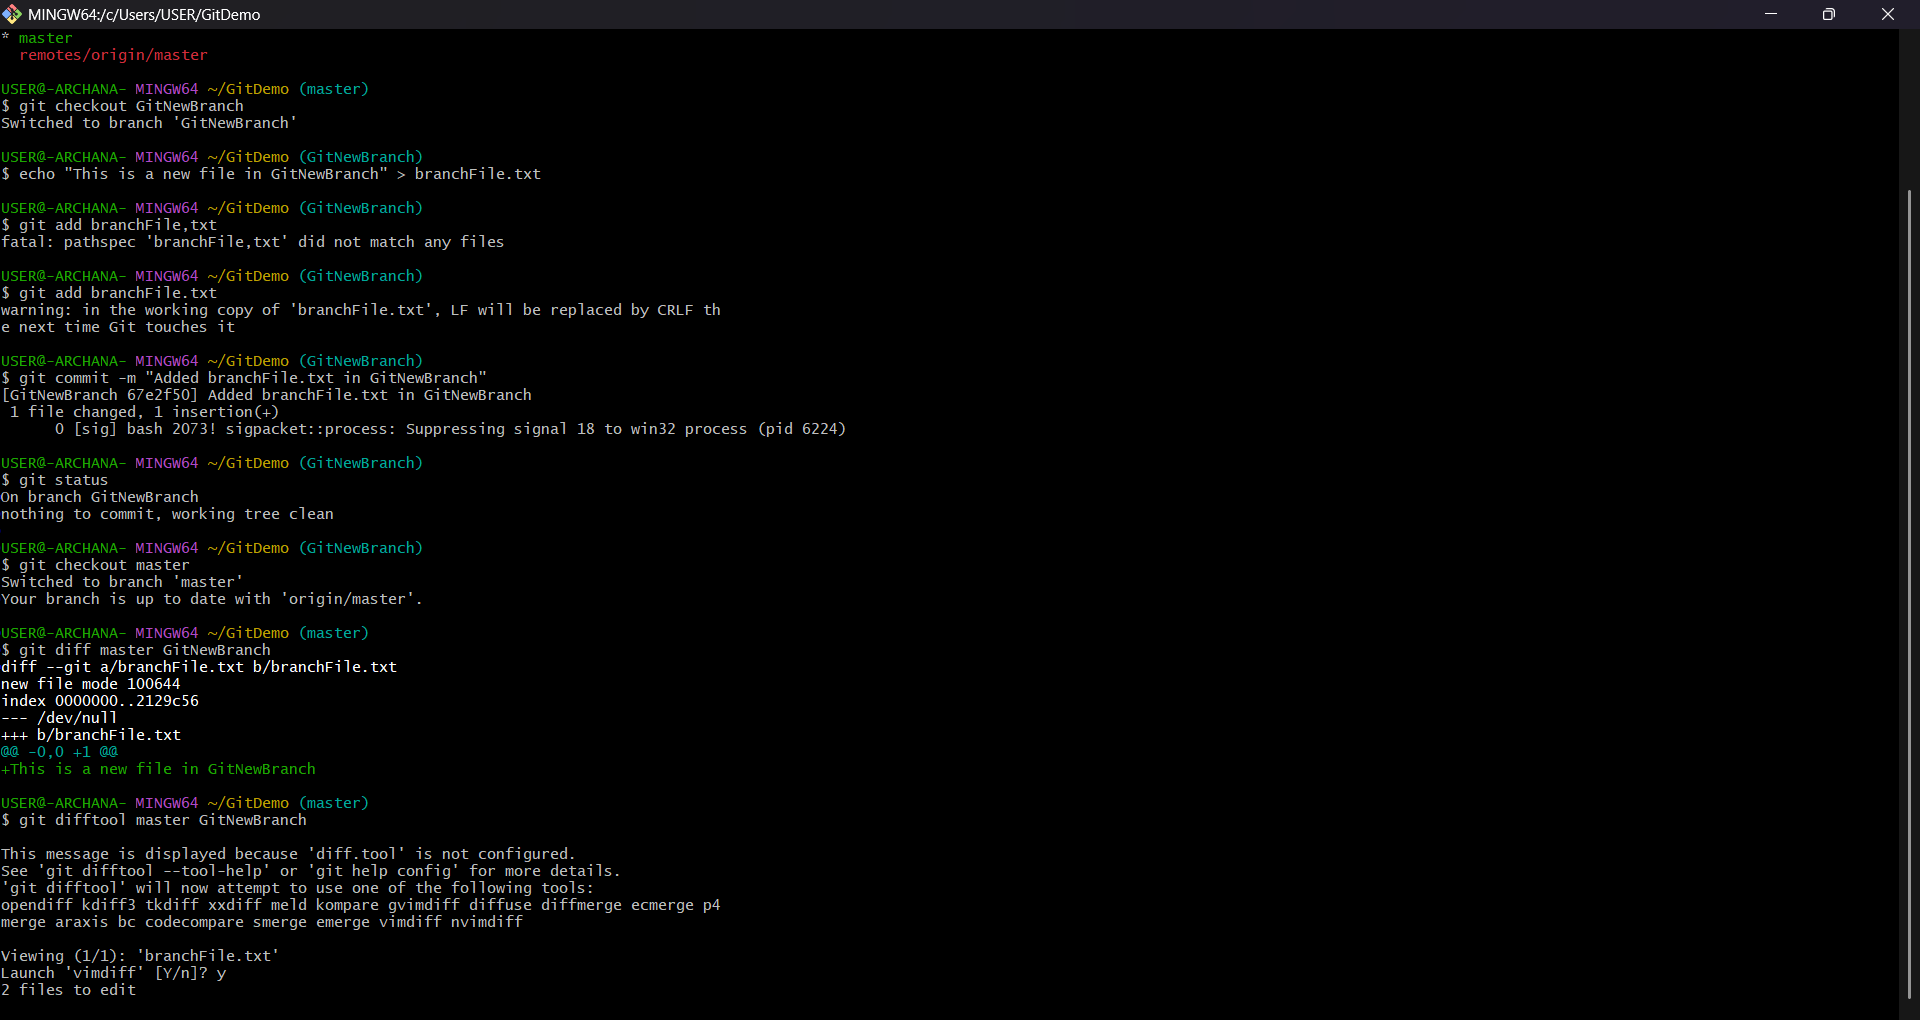 MINGW64:/c/Users/USER/GitDemo
* master
  remotes/origin/master
USER@-ARCHANA- MINGW64 ~/GitDemo (master)
$ git checkout GitNewBranch
Switched to branch 'GitNewBranch'
USER@-ARCHANA- MINGW64 ~/GitDemo (GitNewBranch)
$ echo "This is a new file in GitNewBranch" > branchFile.txt
USER@-ARCHANA- MINGW64 ~/GitDemo (GitNewBranch)
$ git add branchFile,txt
fatal: pathspec 'branchFile,txt' did not match any files
USER@-ARCHANA- MINGW64 ~/GitDemo (GitNewBranch)
$ git add branchFile.txt
warning: in the working copy of 'branchFile.txt', LF will be replaced by CRLF th
e next time Git touches it
USER@-ARCHANA- MINGW64 ~/GitDemo (GitNewBranch)
$ git commit -m "Added branchFile.txt in GitNewBranch"
[GitNewBranch 67e2f50] Added branchFile.txt in GitNewBranch
 1 file changed, 1 insertion(+)
      0 [sig] bash 2073! sigpacket::process: Suppressing signal 18 to win32 process (pid 6224)
USER@-ARCHANA- MINGW64 ~/GitDemo (GitNewBranch)
$ git status
On branch GitNewBranch
nothing to commit, working tree clean
USER@-ARCHANA- MINGW64 ~/GitDemo (GitNewBranch)
$ git checkout master
Switched to branch 'master'
Your branch is up to date with 'origin/master'.
USER@-ARCHANA- MINGW64 ~/GitDemo (master)
$ git diff master GitNewBranch
diff --git a/branchFile.txt b/branchFile.txt
new file mode 100644
index 0000000..2129c56
--- /dev/null
+++ b/branchFile.txt
@@ -0,0 +1 @@
+This is a new file in GitNewBranch
USER@-ARCHANA- MINGW64 ~/GitDemo (master)
$ git difftool master GitNewBranch
This message is displayed because 'diff.tool' is not configured.
See 'git difftool --tool-help' or 'git help config' for more details.
'git difftool' will now attempt to use one of the following tools:
opendiff kdiff3 tkdiff xxdiff meld kompare gvimdiff diffuse diffmerge ecmerge p4
merge araxis bc codecompare smerge emerge vimdiff nvimdiff
Viewing (1/1): 'branchFile.txt'
Launch 'vimdiff' [Y/n]? y
2 files to edit